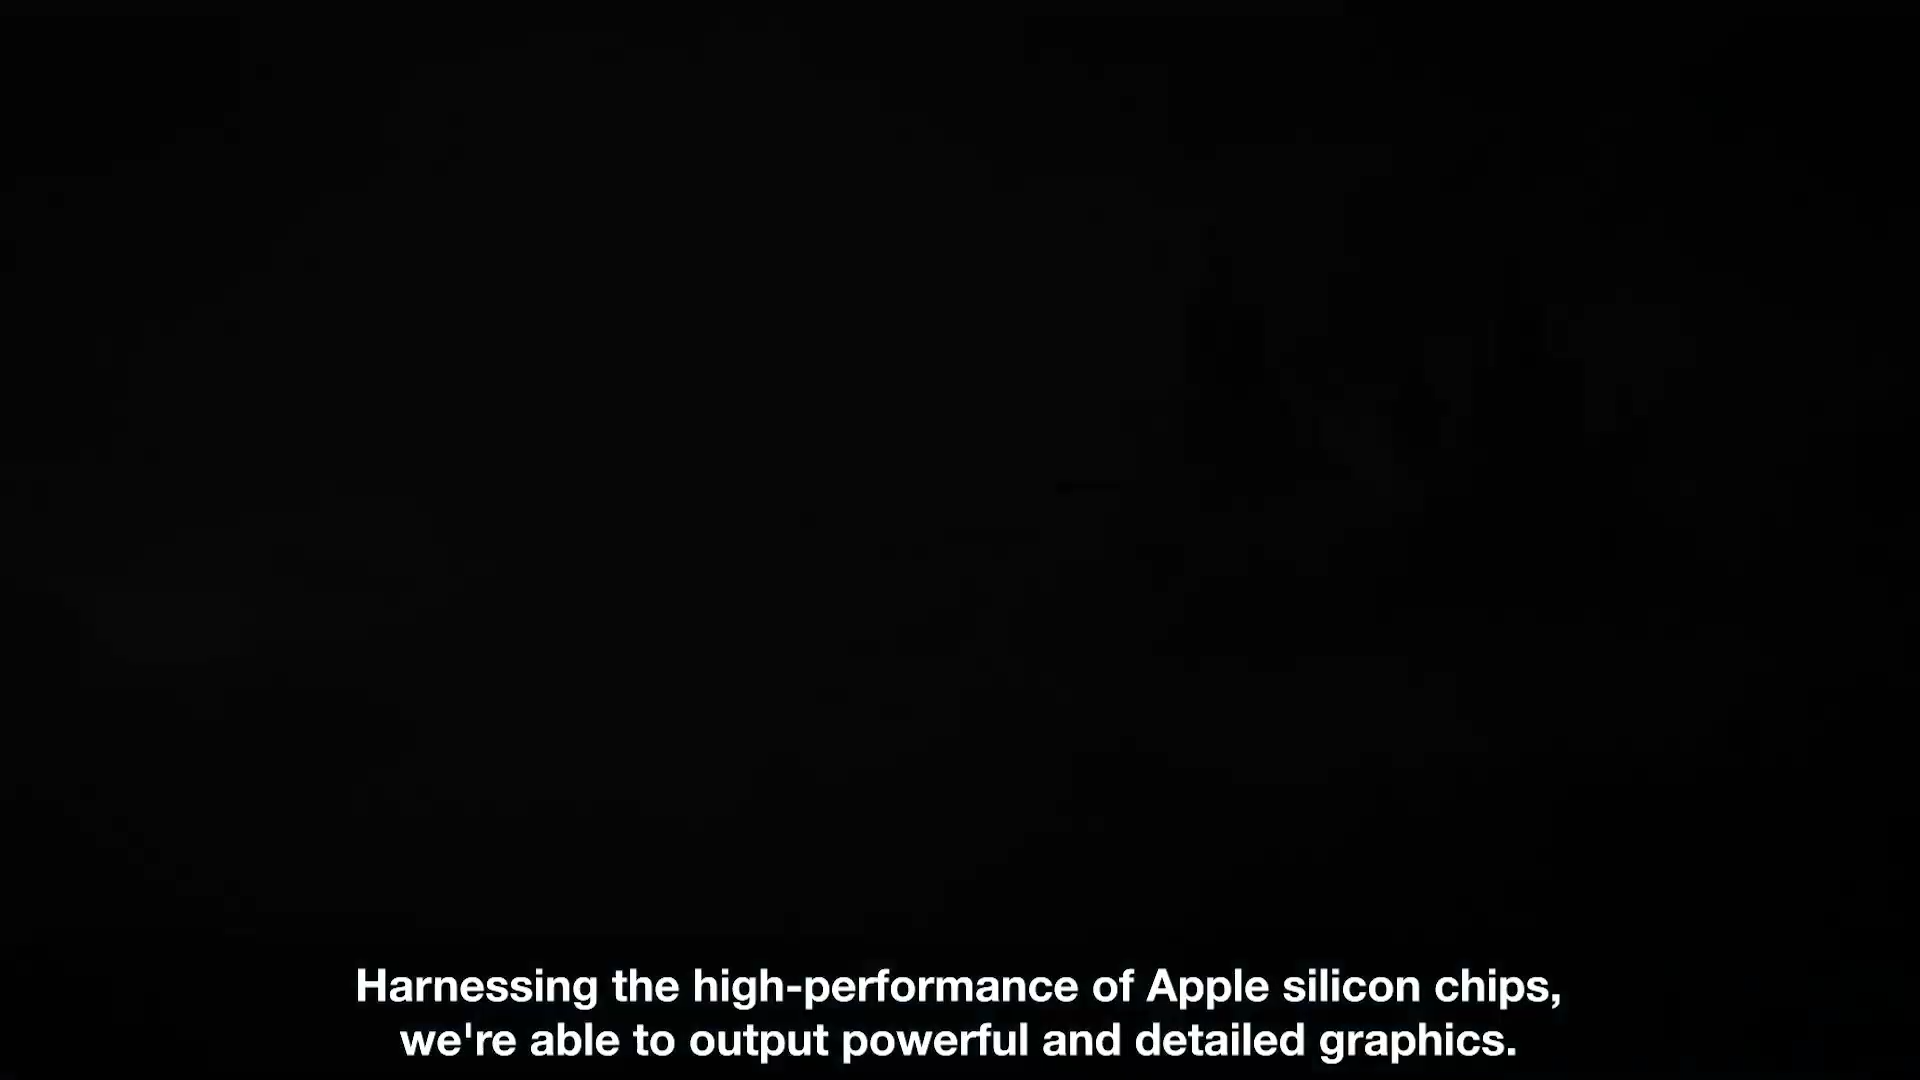 Harnessing the high-performance of Apple silicon chips,
we're able to output powerful and detailed graphics.